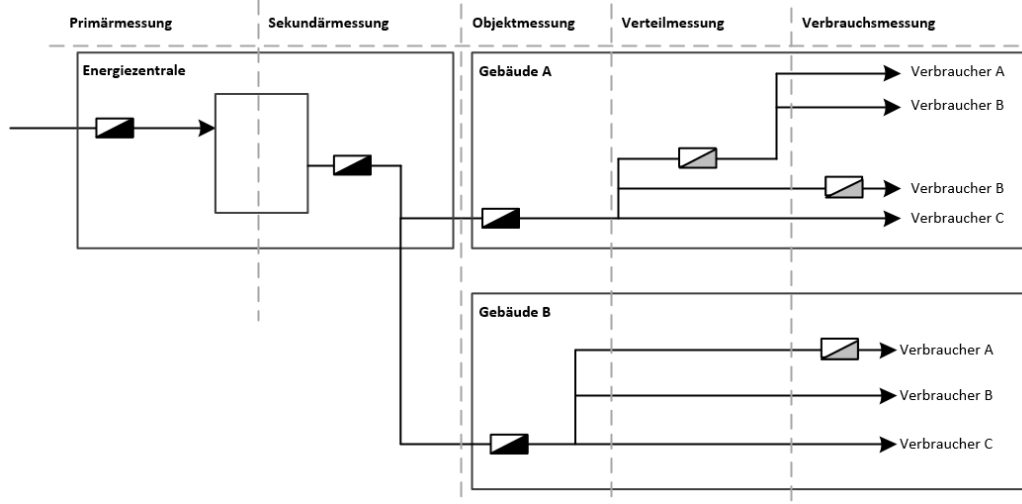 Primärmessung
Sekundärmessung
Objektmessung
Verteilmessung
Verbrauchsmessung
Energiezentrale
Gebäude A
Verbraucher A
Verbraucher B
Verbraucher B
Verbraucher C
Gebäude B
Verbraucher A
Verbraucher B
Verbraucher C